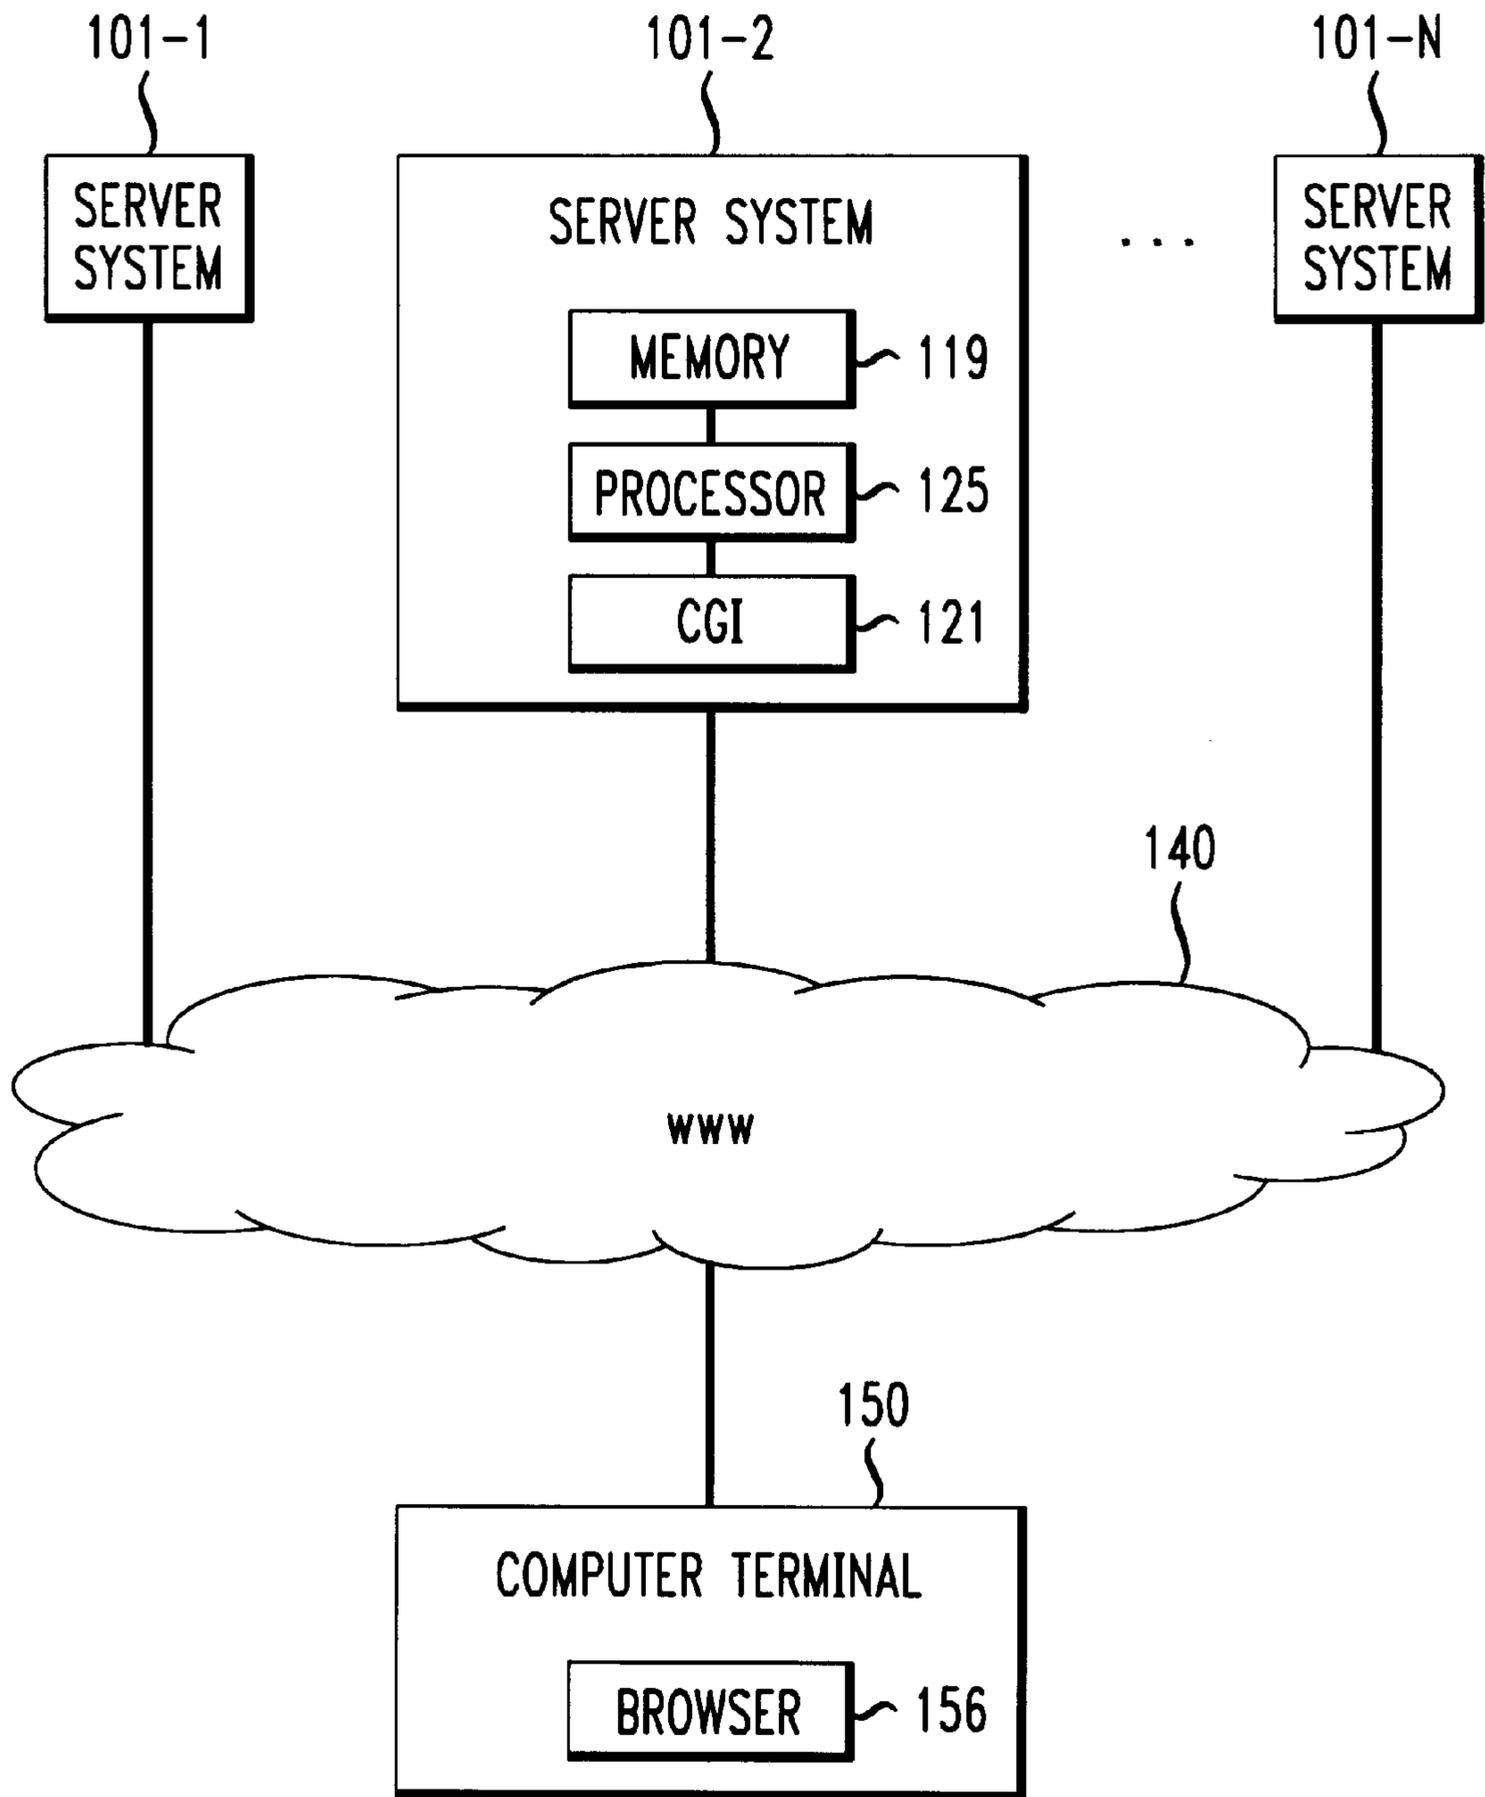 101-1
101-2
101-N
SERVER
SYSTEM
SERVER SYSTEM
. . .
SERVER
SYSTEM
MEMORY
119
PROCESSOR
125
CGI
121
140
WWW
150
COMPUTER TERMINAL
BROWSER
156